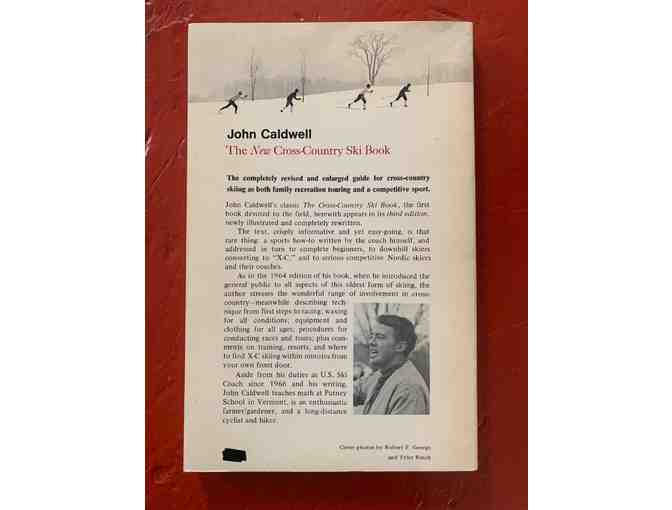 John Caldwell
The New Cross-Country Ski Book
The completely revised and enlarged guide for cross-country
skiing as both family recreation touring and a competitive sport.
John Caldwell's classic The Cross-Country Ski Book, the first
book devoted to the field, herewith appears in its third edition,
newly illustrated and completely rewritten.
The text, crisply informative and yet easy-going, is that
rare thing: a sports how-to written by the coach himself, and
addressed in turn to complete beginners, to downhill skiers
converting to "X-C," and to serious competitive Nordic skiers
and their coaches.
As in the 1964 edition of his book, when he introduced the
general public to all aspects of this oldest form of skiing, the
author stresses the wonderful range of involvement in cross
country—meanwhile describing tech-
nique from first steps to racing; waxing
for all conditions; equipment and
clothing for all ages; procedures for
conducting races and tours; plus com-
ments on training, resorts, and where
to find X-C skiing within minutes from
your own front door.
Aside from his duties as U.S. Ski
Coach since 1966 and his writing,
John Caldwell teaches math at Putney
School in Vermont, is an enthusiastic
farmer/gardener, and a long-distance
cyclist and hiker.
Cover photos by Robert F. George
and Tyler